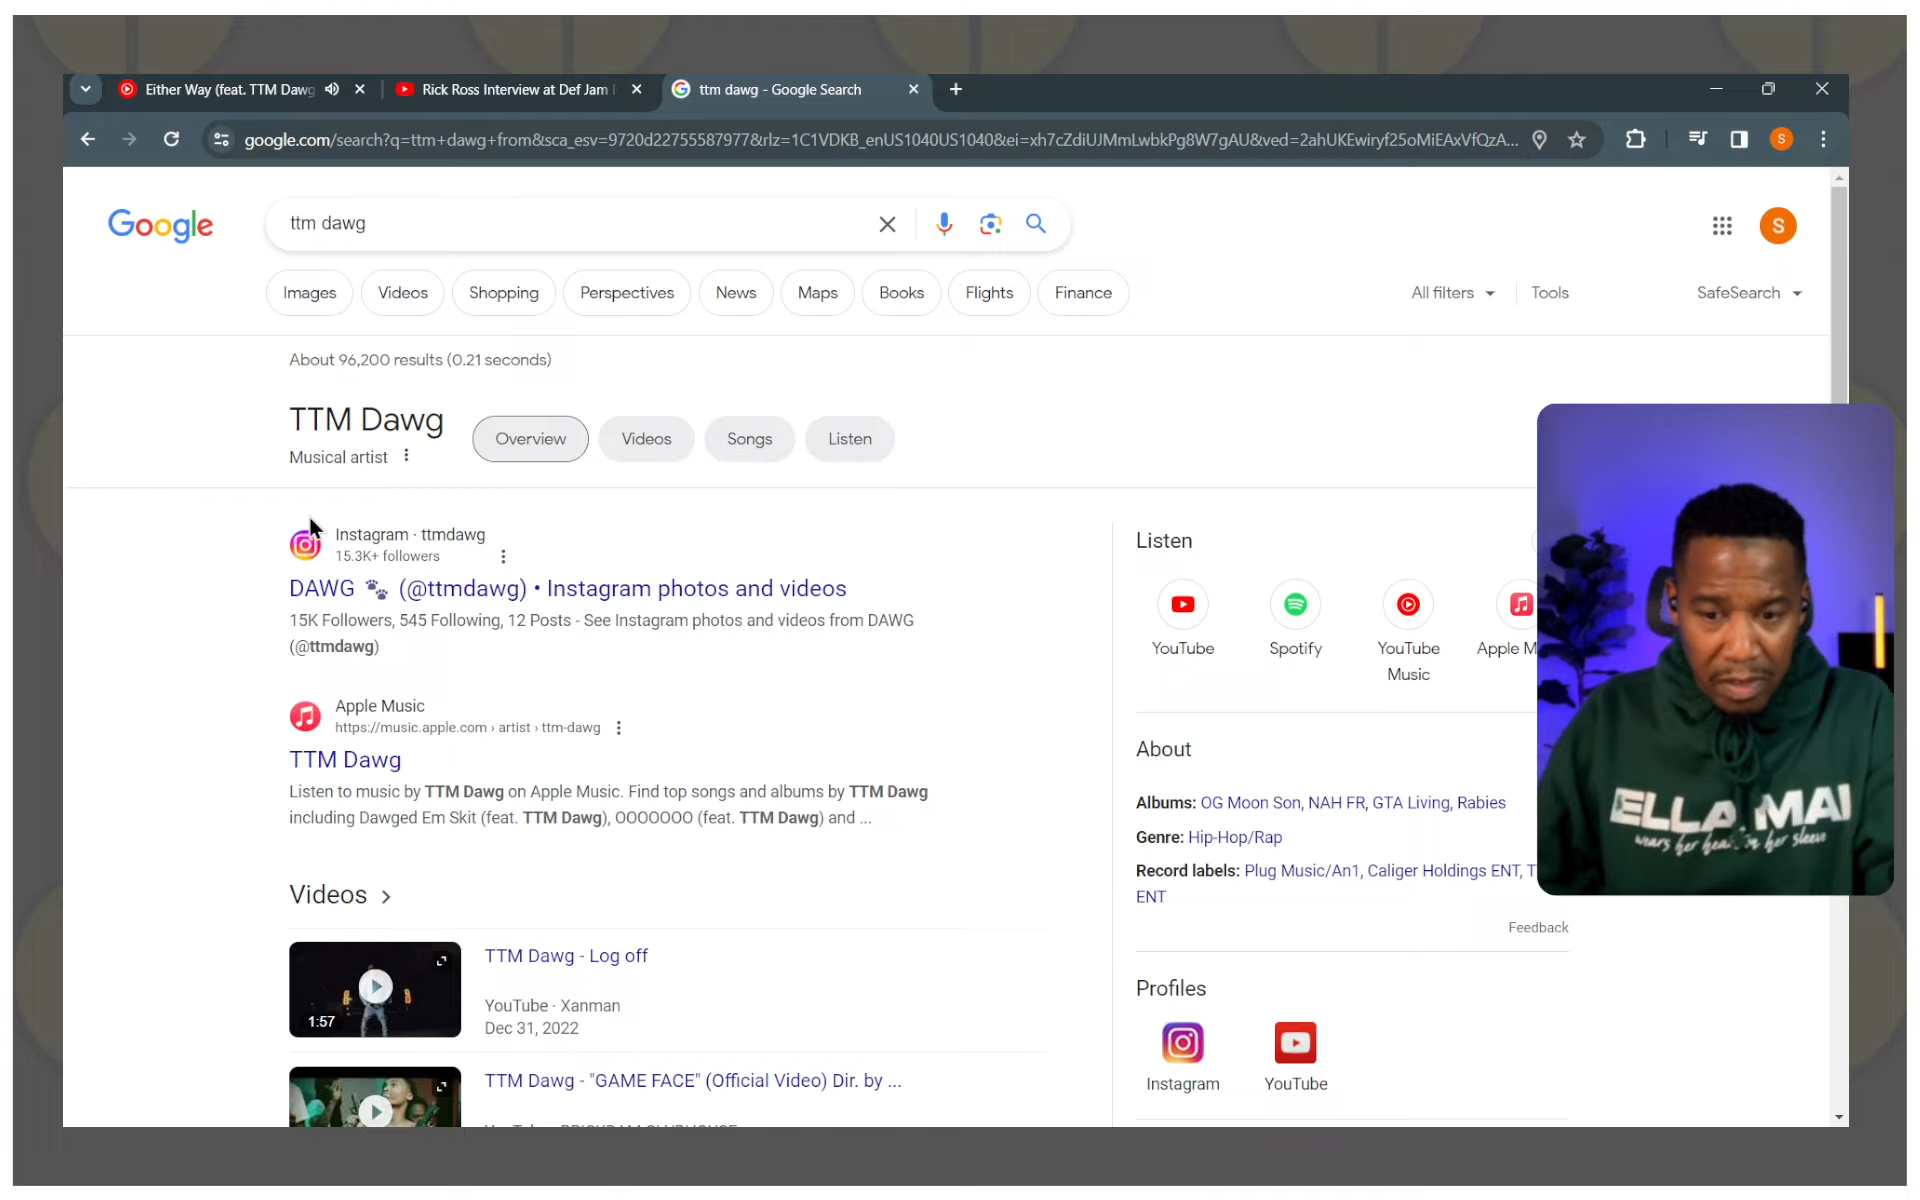 Either Way (feat. TTM Dawg
Rick Ross Interview at Def Jam
ttm dawg - Google Search
google.com/search?q=ttm+dawg+from&sca_esv=9720d22755587977&rlz=1C1VDKB_enUS1040US1040&ei=xh7cZdiUJMmLwbkPg8W7gAU&ved=2ahUKEwiryf25oMiEAxVfQzA...
S
Google
ttm dawg
S
Images
Videos
Shopping
Perspectives
News
Maps
Books
Flights
Finance
All filters
Tools
SafeSearch
About 96,200 results (0.21 seconds)
TTM Dawg
Musical artist
Overview
Videos
Songs
Listen
Instagram · ttmdawg
15.3K+ followers
DAWG 🐾 (@ttmdawg) • Instagram photos and videos
15K Followers, 545 Following, 12 Posts - See Instagram photos and videos from DAWG
(@ttmdawg)
Apple Music
https://music.apple.com › artist › ttm-dawg
TTM Dawg
Listen to music by TTM Dawg on Apple Music. Find top songs and albums by TTM Dawg
including Dawged Em Skit (feat. TTM Dawg), OOOOOOO (feat. TTM Dawg) and ...
Videos
1:57
TTM Dawg - Log off
YouTube · Xanman
Dec 31, 2022
TTM Dawg - "GAME FACE" (Official Video) Dir. by ...
Listen
YouTube
Spotify
YouTube
Music
Apple M
About
Albums: OG Moon Son, NAH FR, GTA Living, Rabies
Genre: Hip-Hop/Rap
Record labels: Plug Music/An1, Caliger Holdings ENT, T
ENT
Feedback
Profiles
Instagram
YouTube
ELLA MAI
wears her heart on her sleeve